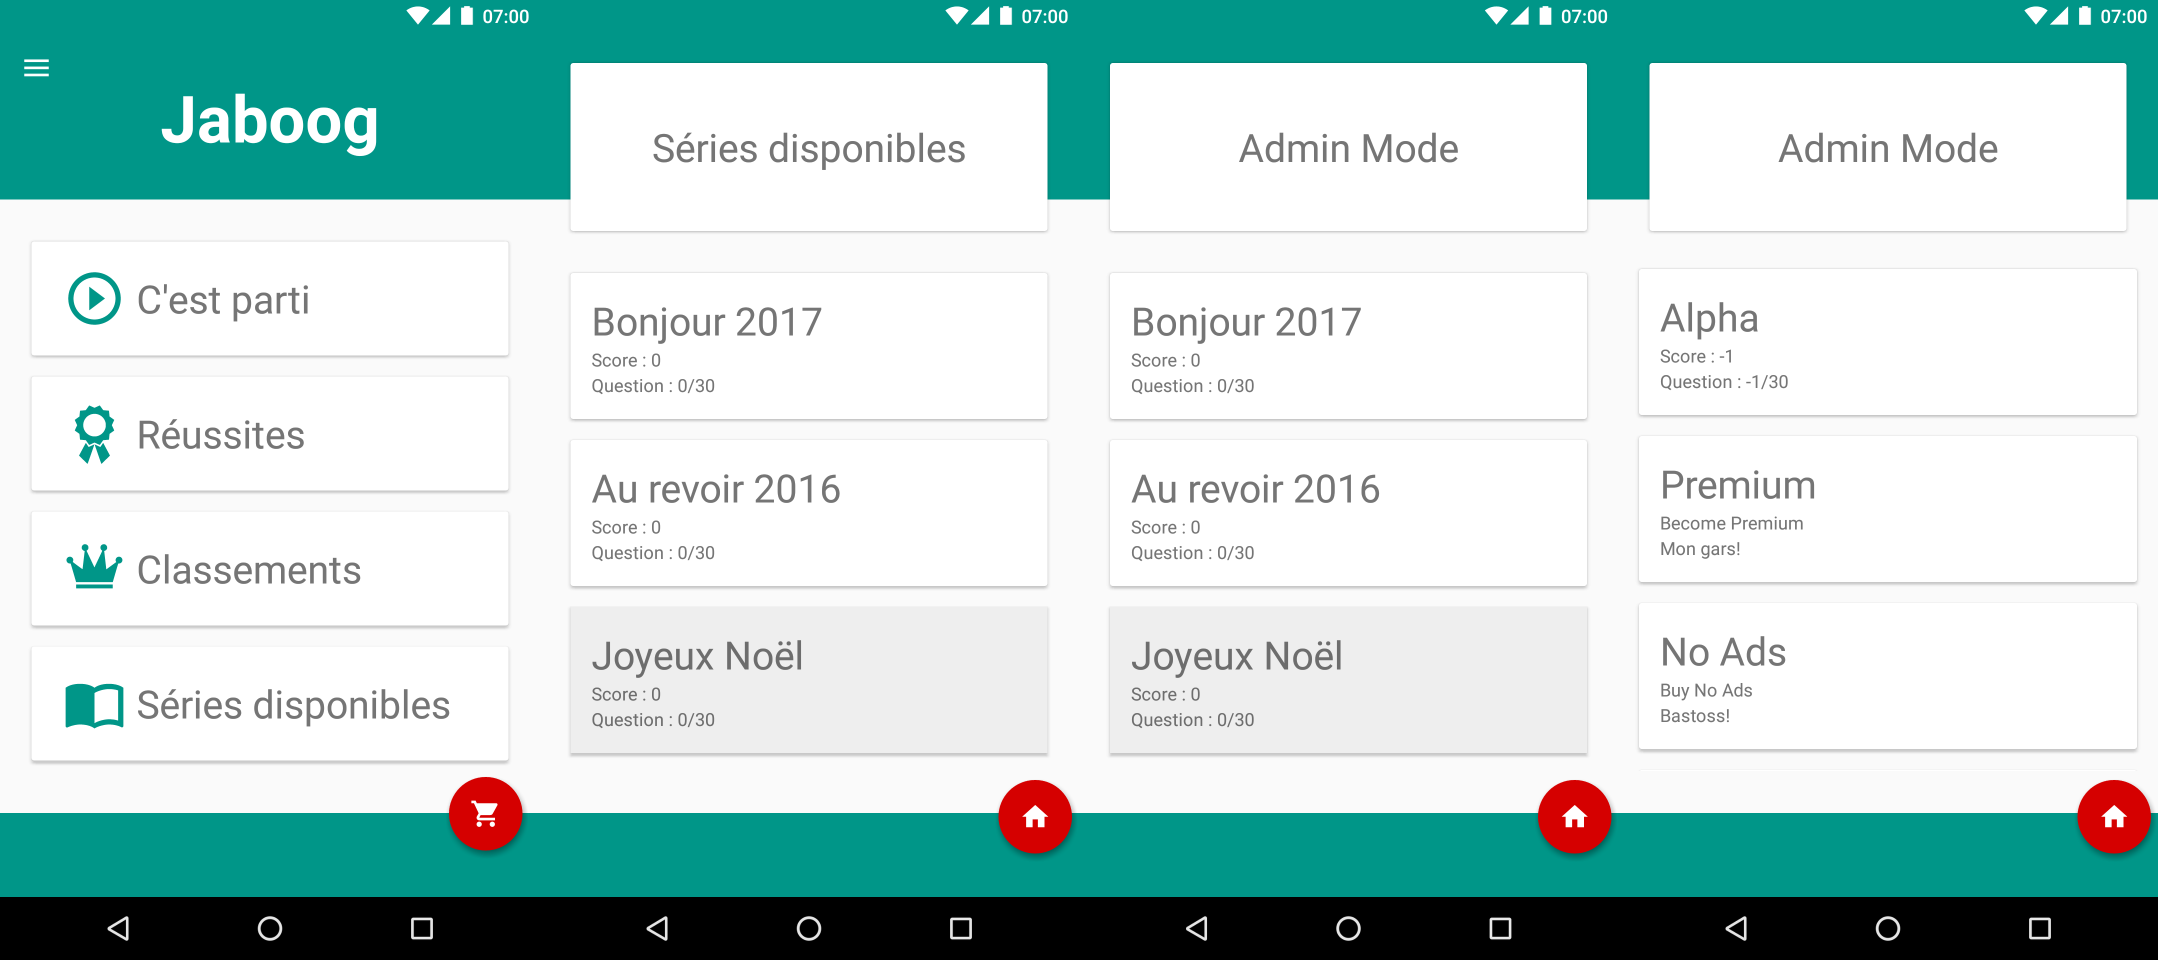 07:00
Jaboog
C'est parti
Réussites
Classements
Séries disponibles
07:00
Séries disponibles
Bonjour 2017
Score : 0
Question : 0/30
Au revoir 2016
Score : 0
Question : 0/30
Joyeux Noël
Score : 0
Question : 0/30
07:00
Admin Mode
Bonjour 2017
Score : 0
Question : 0/30
Au revoir 2016
Score : 0
Question : 0/30
Joyeux Noël
Score : 0
Question : 0/30
07:00
Admin Mode
Alpha
Score : -1
Question : -1/30
Premium
Become Premium
Mon gars!
No Ads
Buy No Ads
Bastoss!